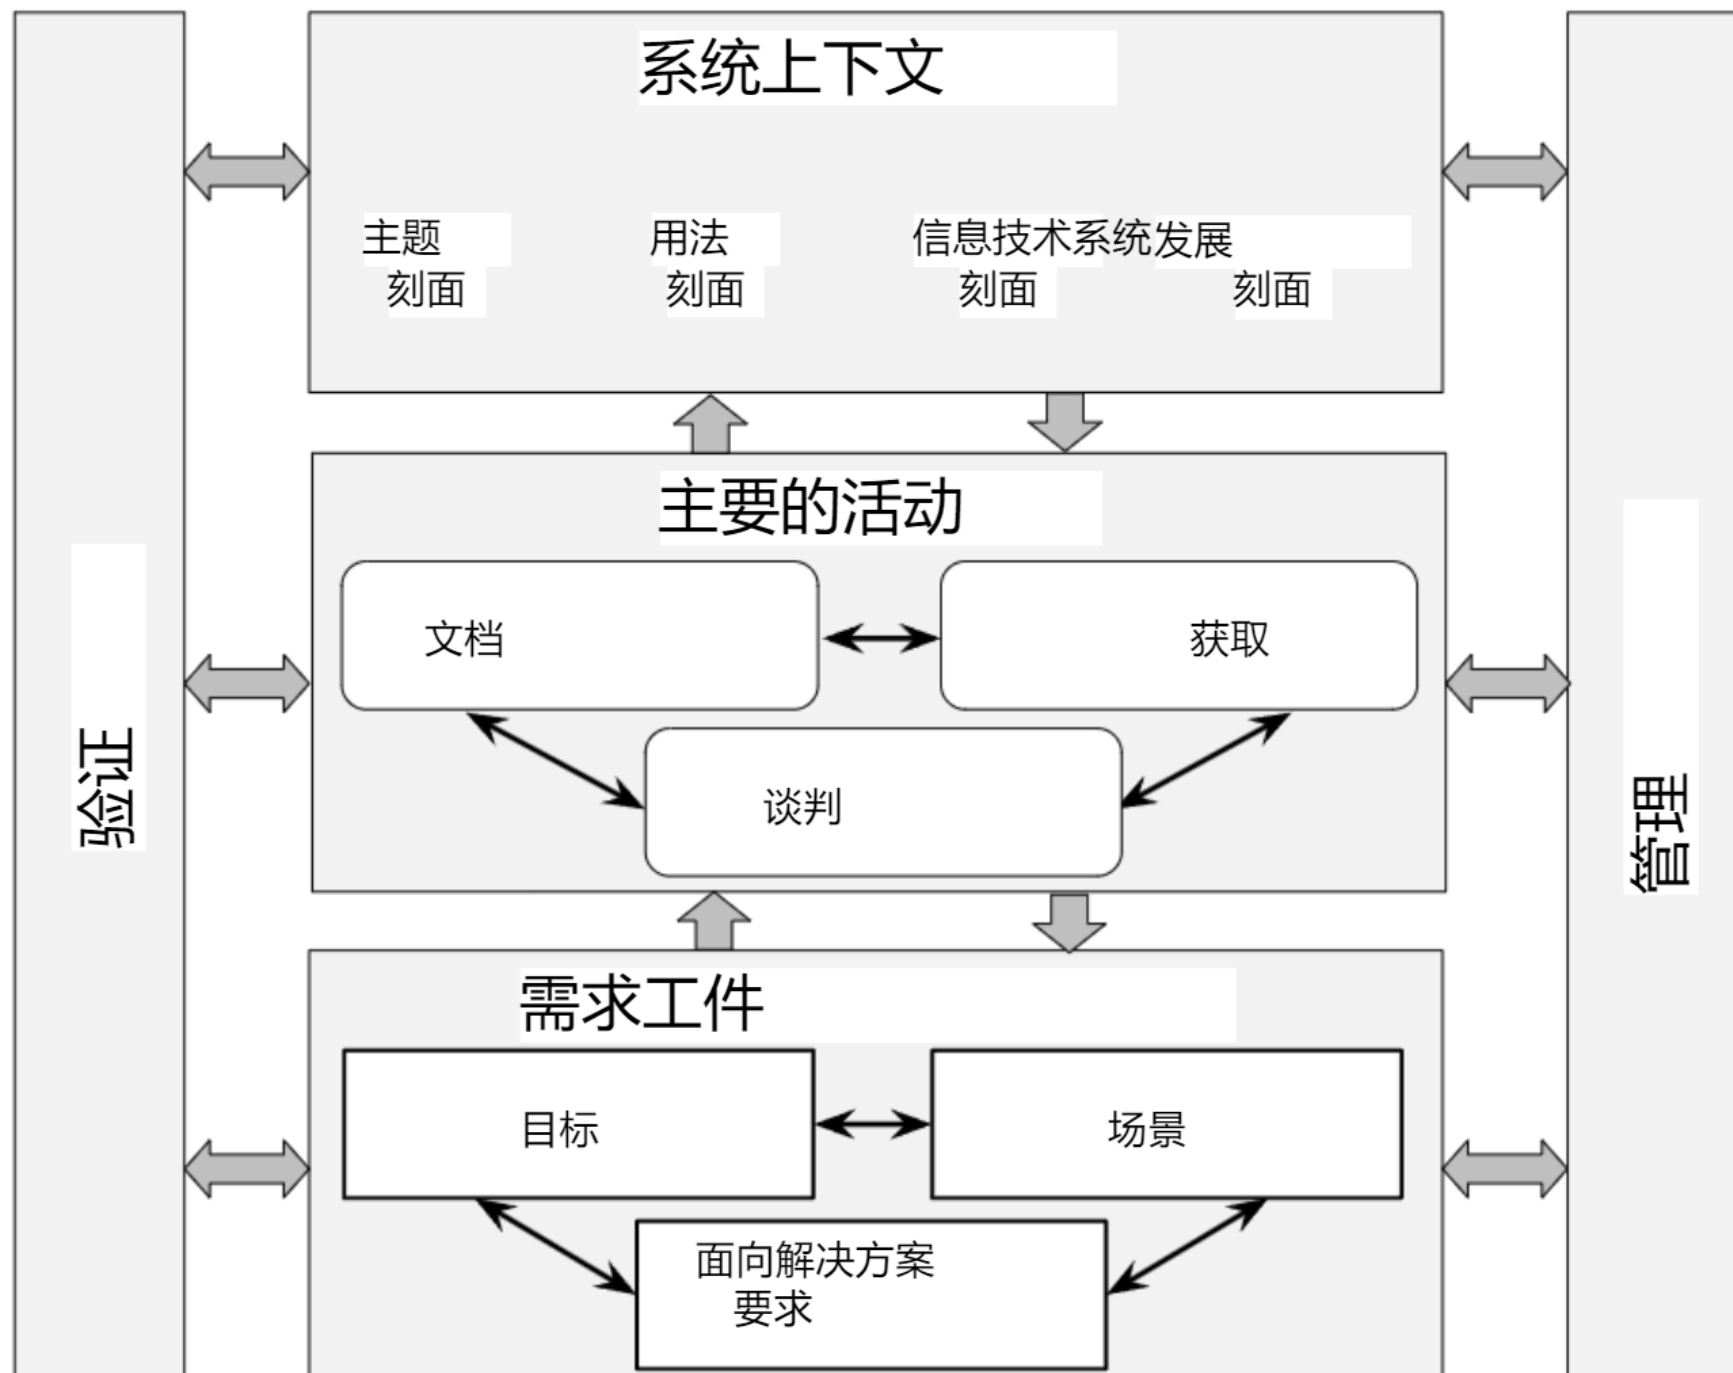 系统上下文
主题
刻面
用法
刻面
信息技术系统
刻面
发展
刻面
主要的活动
文档
获取
谈判
验证
管理
需求工件
目标
场景
面向解决方案
要求